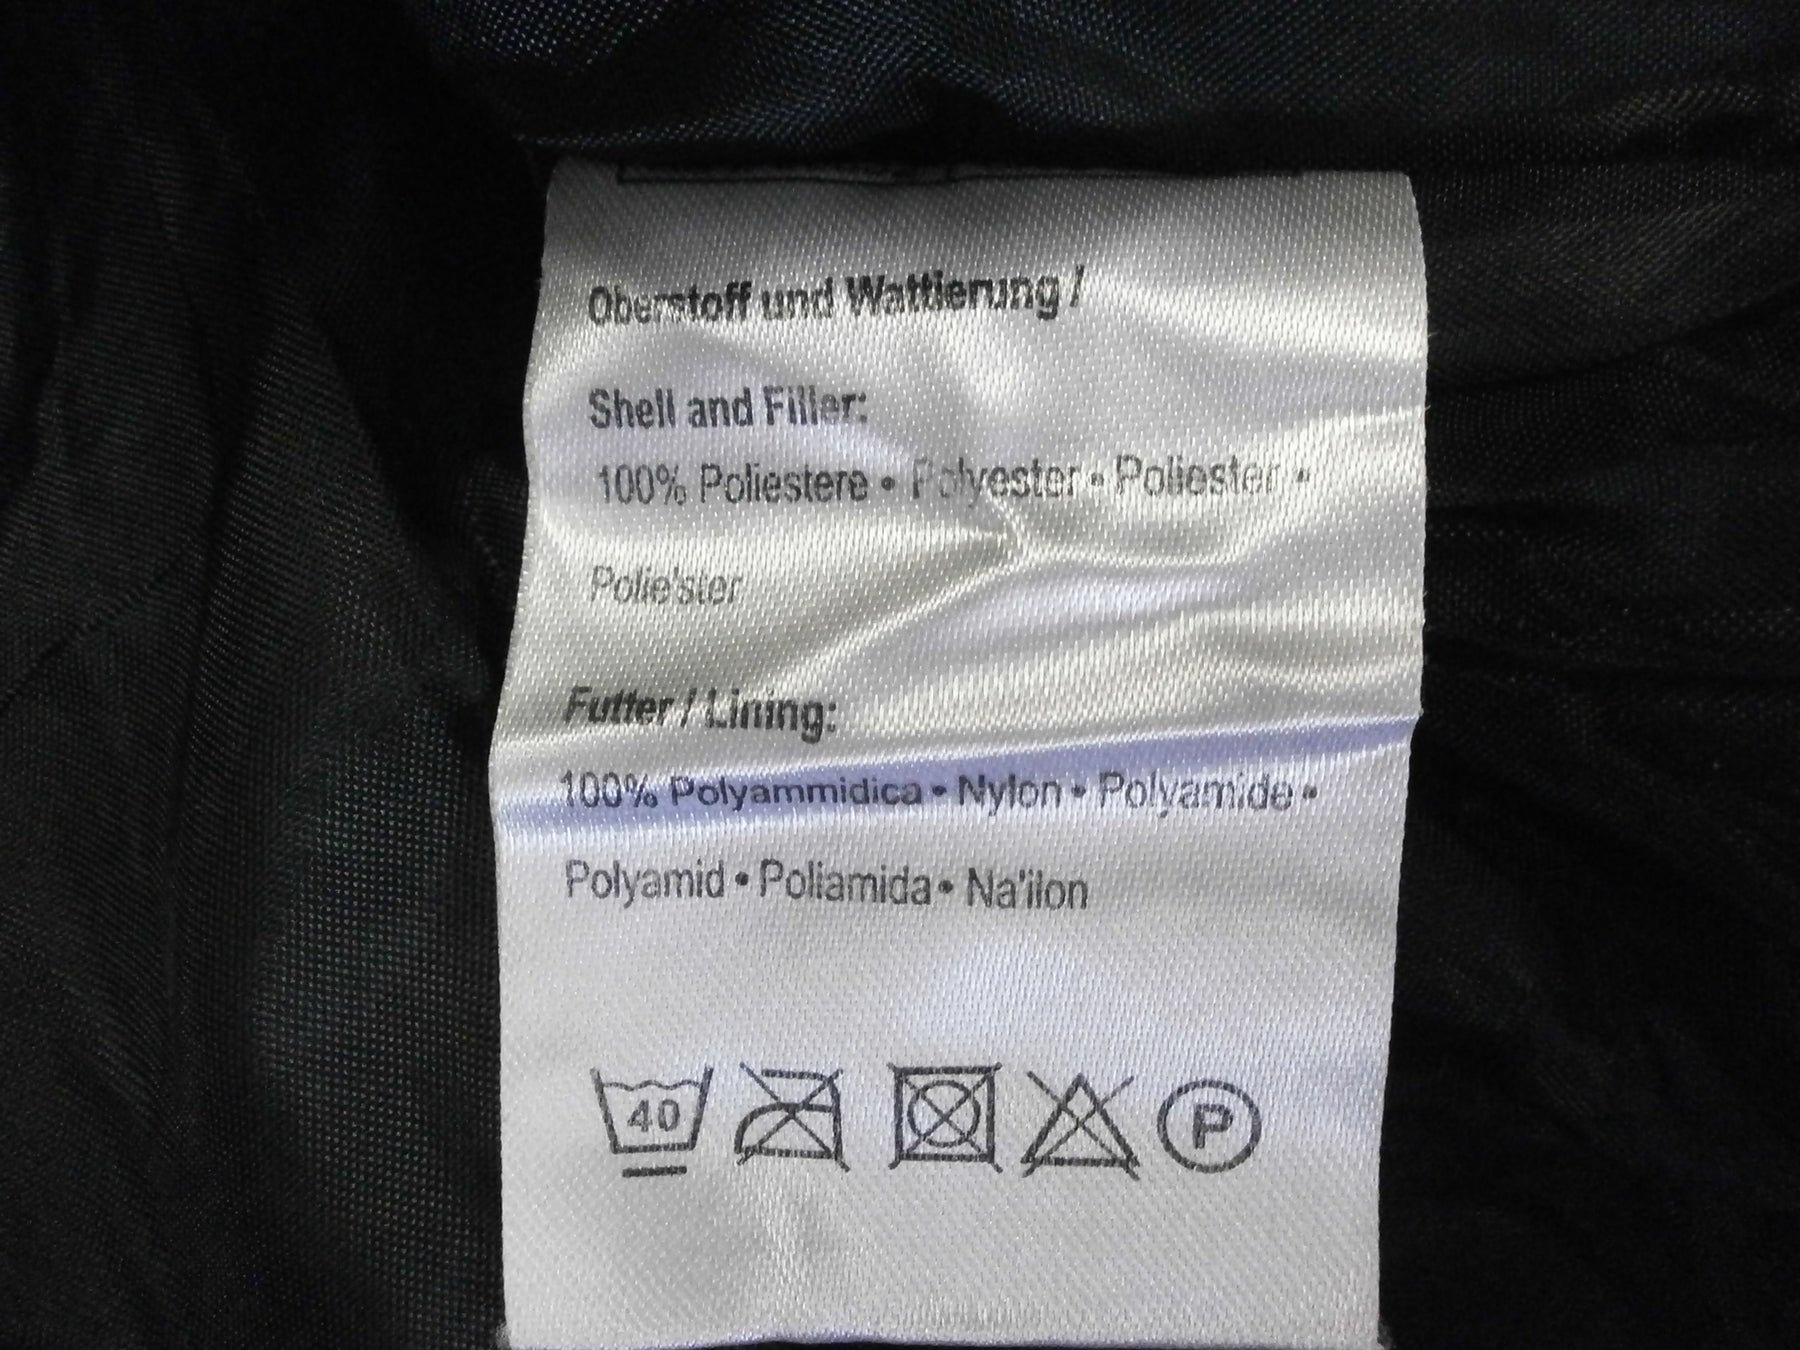 Oberstoff und Wattierung /
Shell and Filler:
100% Poliestere • Polyester • Poliester •
Polie'ster
Futter / Lining:
100% Polyammidica • Nylon • Polyamide •
Polyamid • Poliamida • Na'ilon
40 P